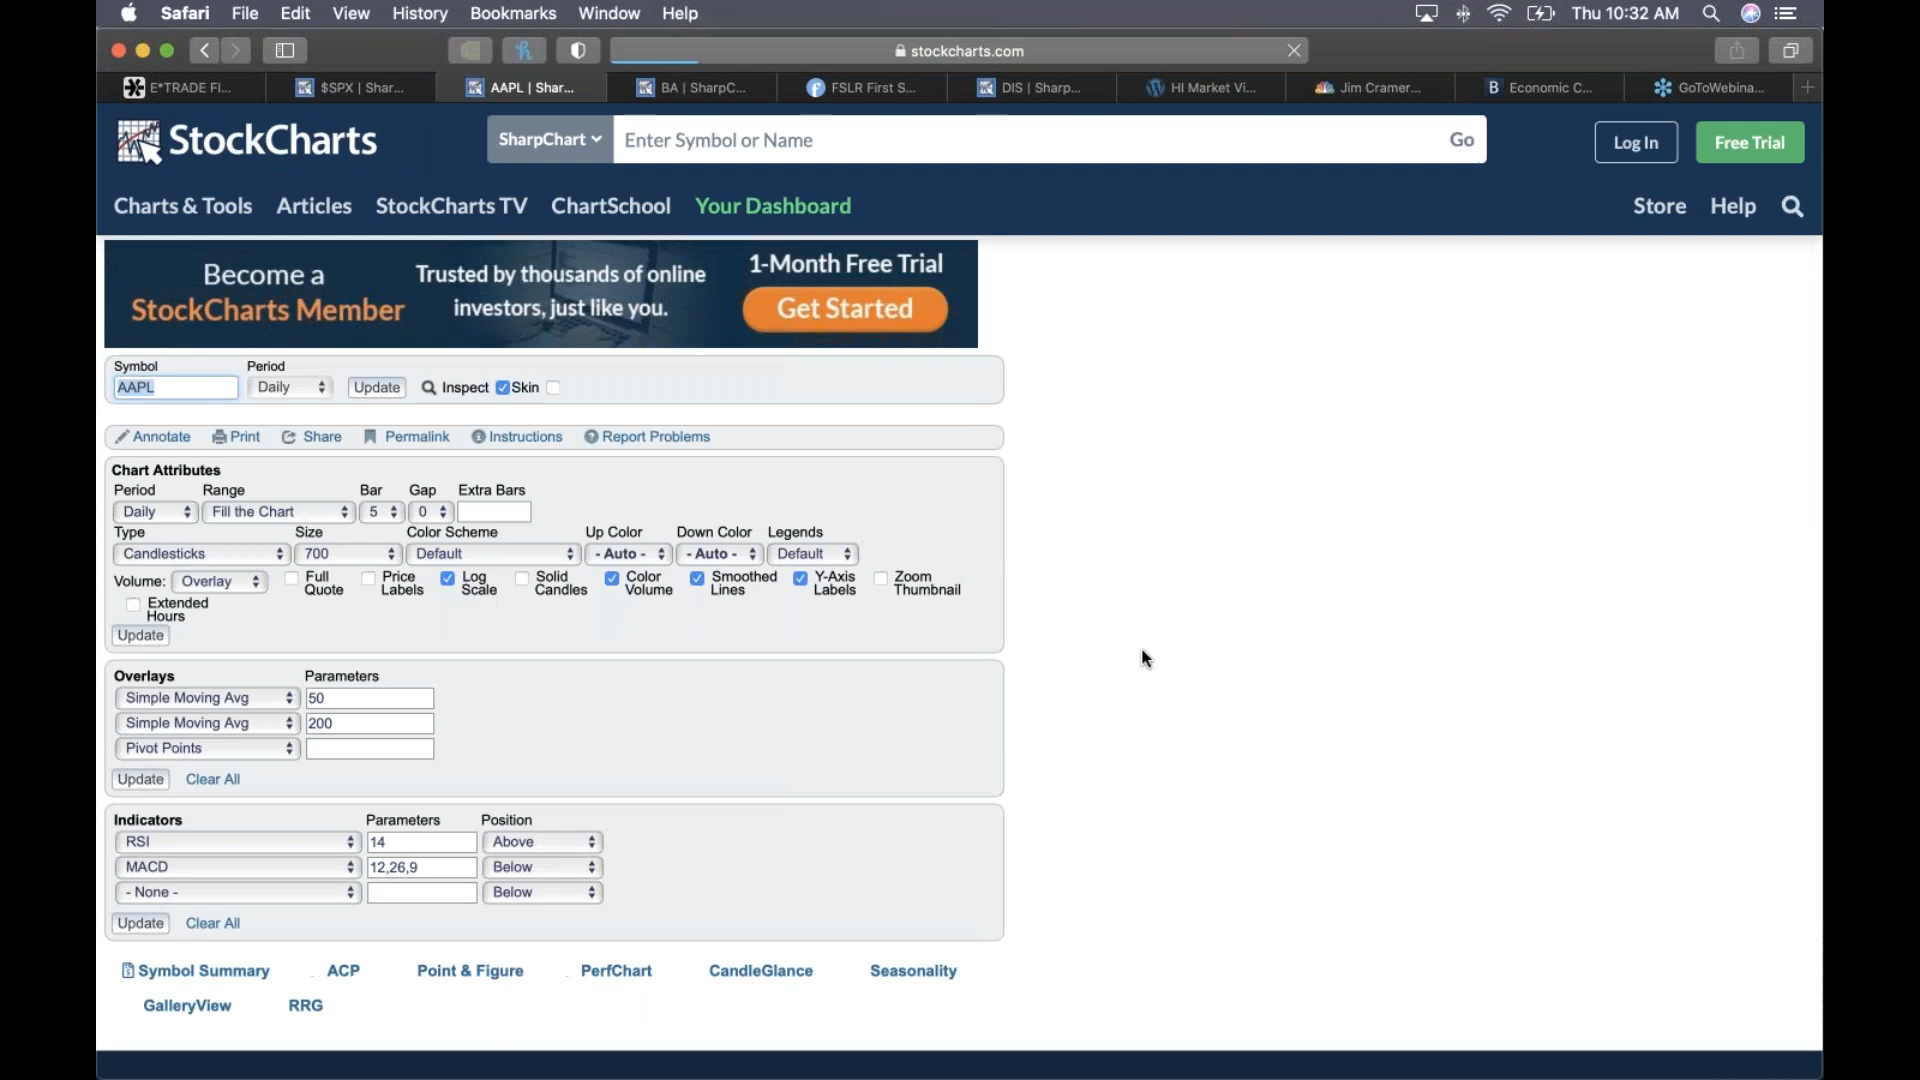 Safari File Edit View History Bookmarks Window Help Thu 10:32 AM
stockcharts.com
E*TRADE FI... $SPX | Shar... AAPL | Shar... BA | SharpC... FSLR First S... DIS | Sharp... HI Market Vi... Jim Cramer... B Economic C... GoToWebina...
StockCharts SharpChart Enter Symbol or Name Go Log In Free Trial
Charts & Tools Articles StockCharts TV ChartSchool Your Dashboard Store Help
Become a Trusted by thousands of online 1-Month Free Trial
StockCharts Member investors, just like you. Get Started
Symbol Period
AAPL Daily Update Inspect Skin
Annotate Print Share Permalink Instructions Report Problems
Chart Attributes
Period Range Bar Gap Extra Bars
Daily Fill the Chart 5 0
Type Size Color Scheme Up Color Down Color Legends
Candlesticks 700 Default - Auto - - Auto - Default
Volume: Overlay Full Quote Price Labels Log Scale Solid Candles Color Volume Smoothed Lines Y-Axis Labels Zoom Thumbnail
Extended Hours
Update
Overlays Parameters
Simple Moving Avg 50
Simple Moving Avg 200
Pivot Points
Update Clear All
Indicators Parameters Position
RSI 14 Above
MACD 12,26,9 Below
- None - Below
Update Clear All
Symbol Summary ACP Point & Figure PerfChart CandleGlance Seasonality
GalleryView RRG